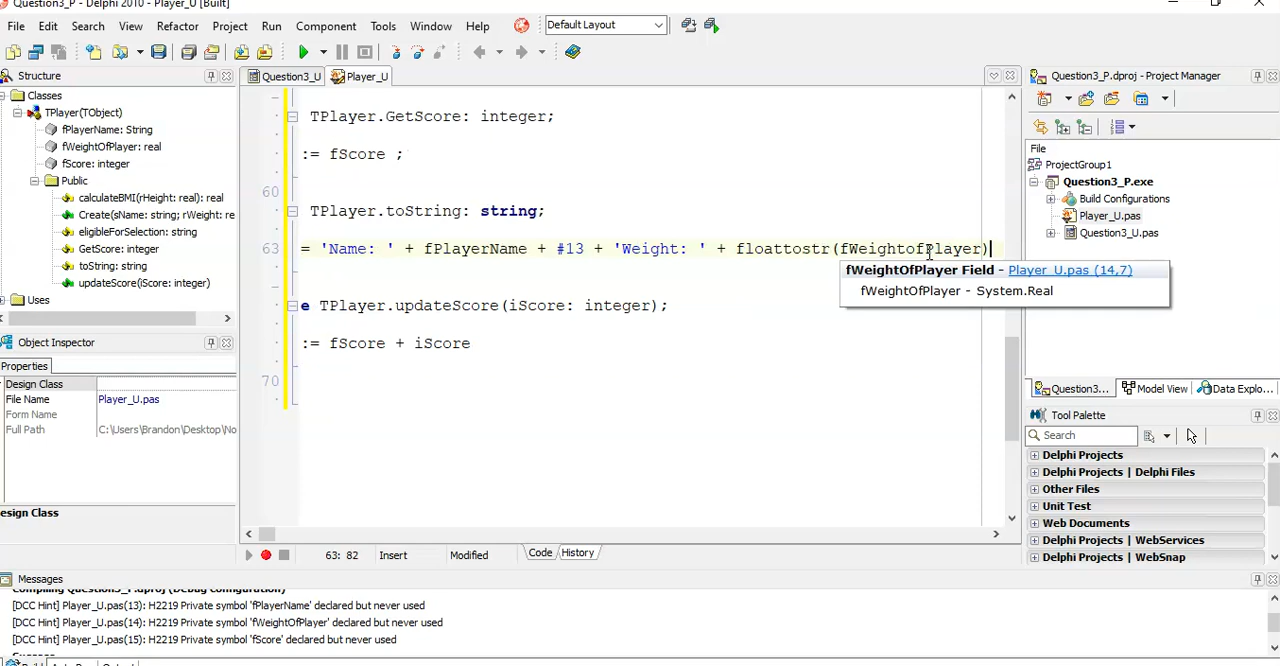 Question3_P - Delphi 2010 - Player_U [Built]
File Edit Search View Refactor Project Run Component Tools Window Help Default Layout
Structure
Classes
TPlayer(TObject)
fPlayerName: String
fWeightOfPlayer: real
fScore: integer
Public
calculateBMI(rHeight: real): real
Create(sName: string; rWeight: re
eligibleForSelection: string
GetScore: integer
toString: string
updateScore(iScore: integer)
Uses
Object Inspector
Properties
Design Class
File Name Player_U.pas
Form Name
Full Path C:\Users\Brandon\Desktop\No
esign Class
Question3_U Player_U
TPlayer.GetScore: integer;
:= fScore ;
60
TPlayer.toString: string;
63 = 'Name: ' + fPlayerName + #13 + 'Weight: ' + floattostr(fWeightofPlayer)
fWeightOfPlayer Field - Player_U.pas (14,7)
fWeightOfPlayer - System.Real
e TPlayer.updateScore(iScore: integer);
:= fScore + iScore
70
63: 82 Insert Modified Code History
Question3_P.dproj - Project Manager
File
ProjectGroup1
Question3_P.exe
Build Configurations
Player_U.pas
Question3_U.pas
Question3... Model View Data Explo...
Tool Palette
Search
Delphi Projects
Delphi Projects | Delphi Files
Other Files
Unit Test
Web Documents
Delphi Projects | WebServices
Delphi Projects | WebSnap
Messages
Compiling Question3_P.dproj (Debug configuration)
[DCC Hint] Player_U.pas(13): H2219 Private symbol 'fPlayerName' declared but never used
[DCC Hint] Player_U.pas(14): H2219 Private symbol 'fWeightOfPlayer' declared but never used
[DCC Hint] Player_U.pas(15): H2219 Private symbol 'fScore' declared but never used
Success